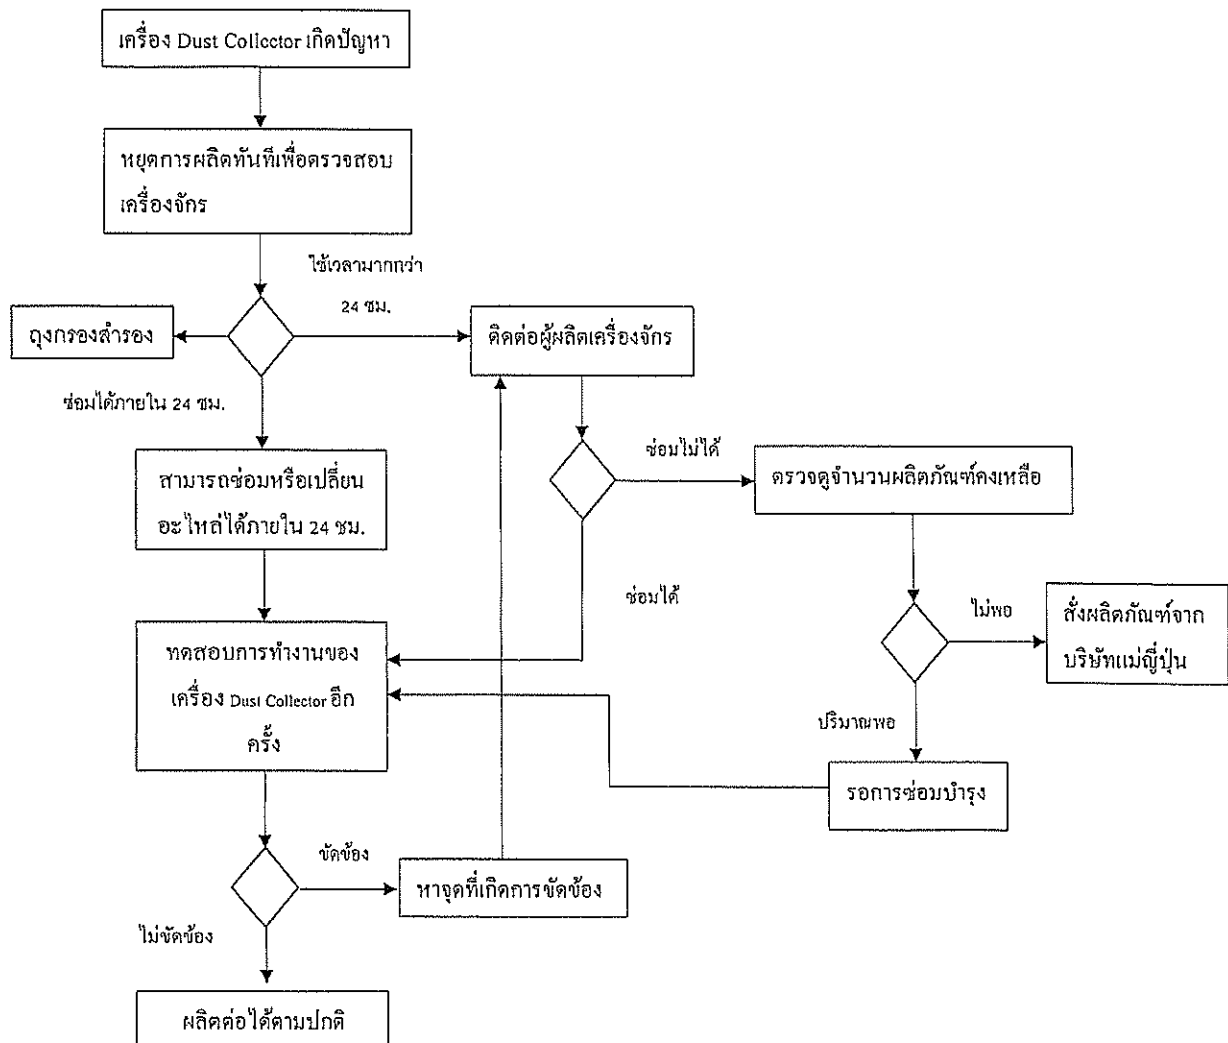 เครื่อง Dust Collector เกิดปัญหา
หยุดการผลิตทันทีเพื่อตรวจสอบ
เครื่องจักร
ใช้เวลามากกว่า
24 ชม.
ถุงกรองสำรอง
ติดต่อผู้ผลิตเครื่องจักร
ซ่อมได้ภายใน 24 ชม.
ซ่อมไม่ได้
สามารถซ่อมหรือเปลี่ยน
อะไหล่ได้ภายใน 24 ชม.
ตรวจดูจำนวนผลิตภัณฑ์คงเหลือ
ซ่อมได้
ไม่พอ
สั่งผลิตภัณฑ์จาก
บริษัทแม่ญี่ปุ่น
ทดสอบการทำงานของ
เครื่อง Dust Collector อีก
ครั้ง
ปริมาณพอ
รอการซ่อมบำรุง
ขัดข้อง
หาจุดที่เกิดการขัดข้อง
ไม่ขัดข้อง
ผลิตต่อได้ตามปกติ